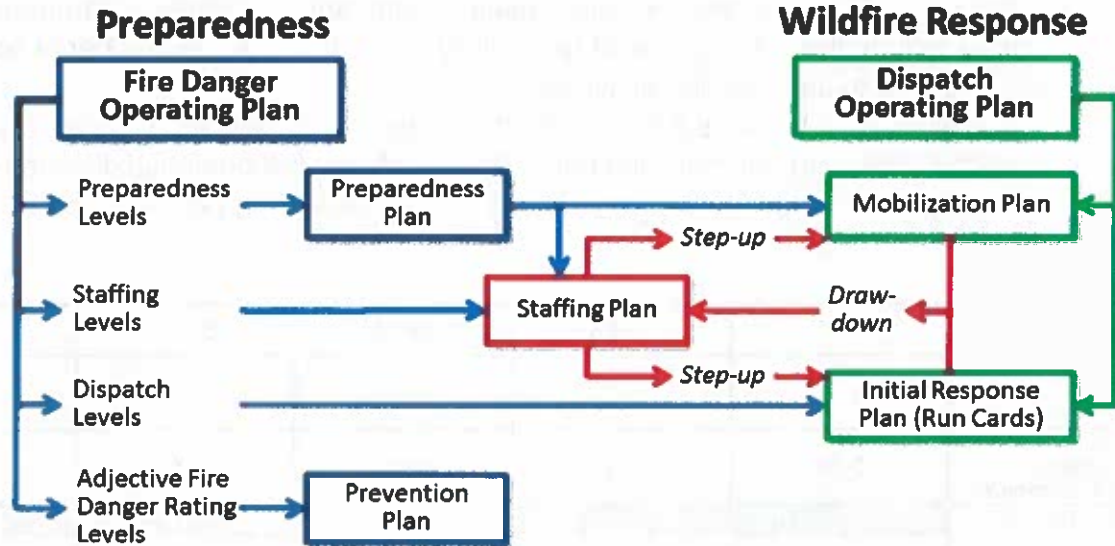 Preparedness
Wildfire Response
Fire Danger
Operating Plan
Dispatch
Operating Plan
Preparedness
Levels
Preparedness
Plan
Mobilization Plan
Step-up
Staffing
Levels
Staffing Plan
Draw-
down
Step-up
Dispatch
Levels
Initial Response
Plan (Run Cards)
Adjective Fire
Danger Rating
Levels
Prevention
Plan